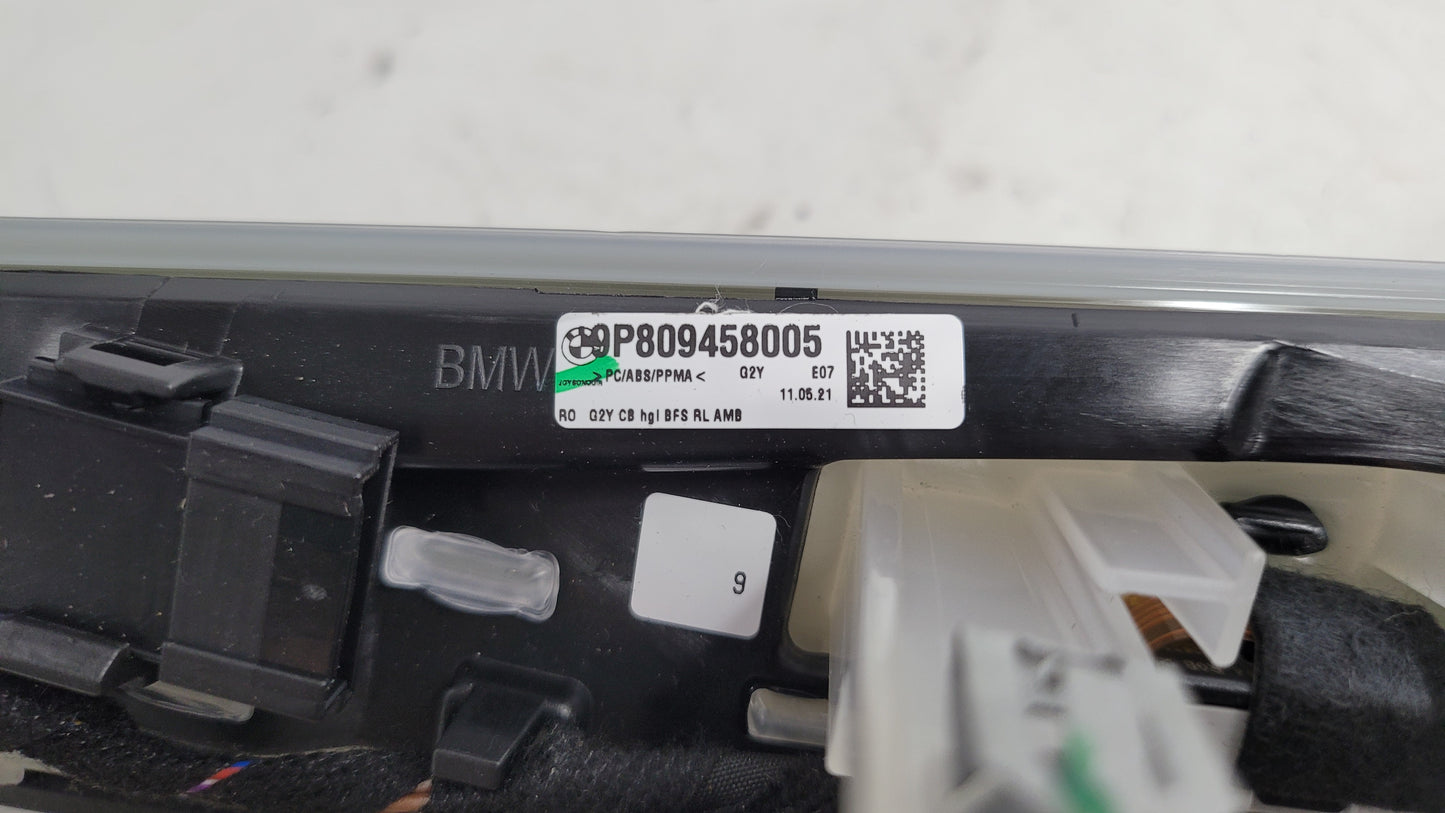 BMW
9P809458005
>PC/ABS/PPMA< G2Y E07
11.05.21
RO G2Y CB hgl BFS RL AMB
9